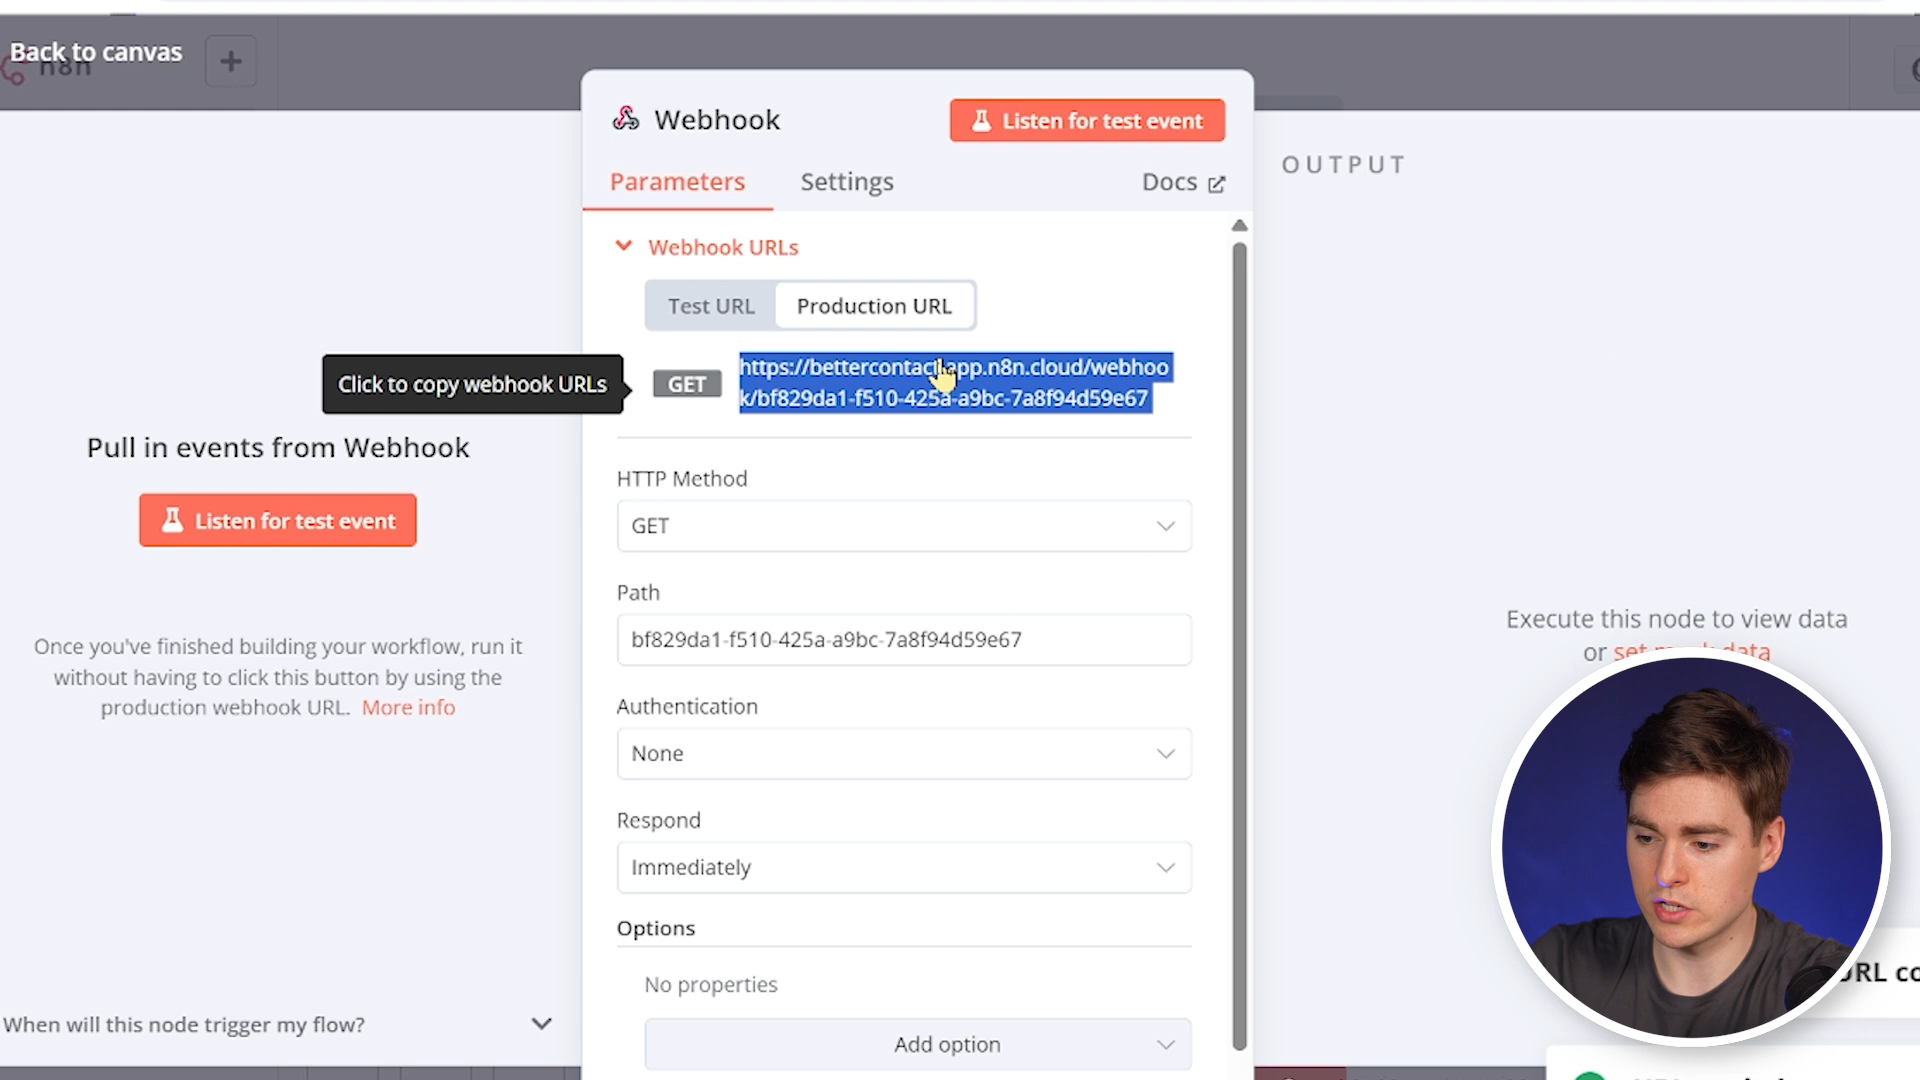 Back to canvas
n8n
Webhook
Listen for test event
Parameters
Settings
Docs
OUTPUT
Webhook URLs
Test URL
Production URL
Click to copy webhook URLs
GET
https://bettercontact.app.n8n.cloud/webhoo
k/bf829da1-f510-425a-a9bc-7a8f94d59e67
Pull in events from Webhook
Listen for test event
Once you've finished building your workflow, run it
without having to click this button by using the
production webhook URL. More info
When will this node trigger my flow?
HTTP Method
GET
Path
bf829da1-f510-425a-a9bc-7a8f94d59e67
Authentication
None
Respond
Immediately
Options
No properties
Add option
Execute this node to view data
or set mock data
URL co